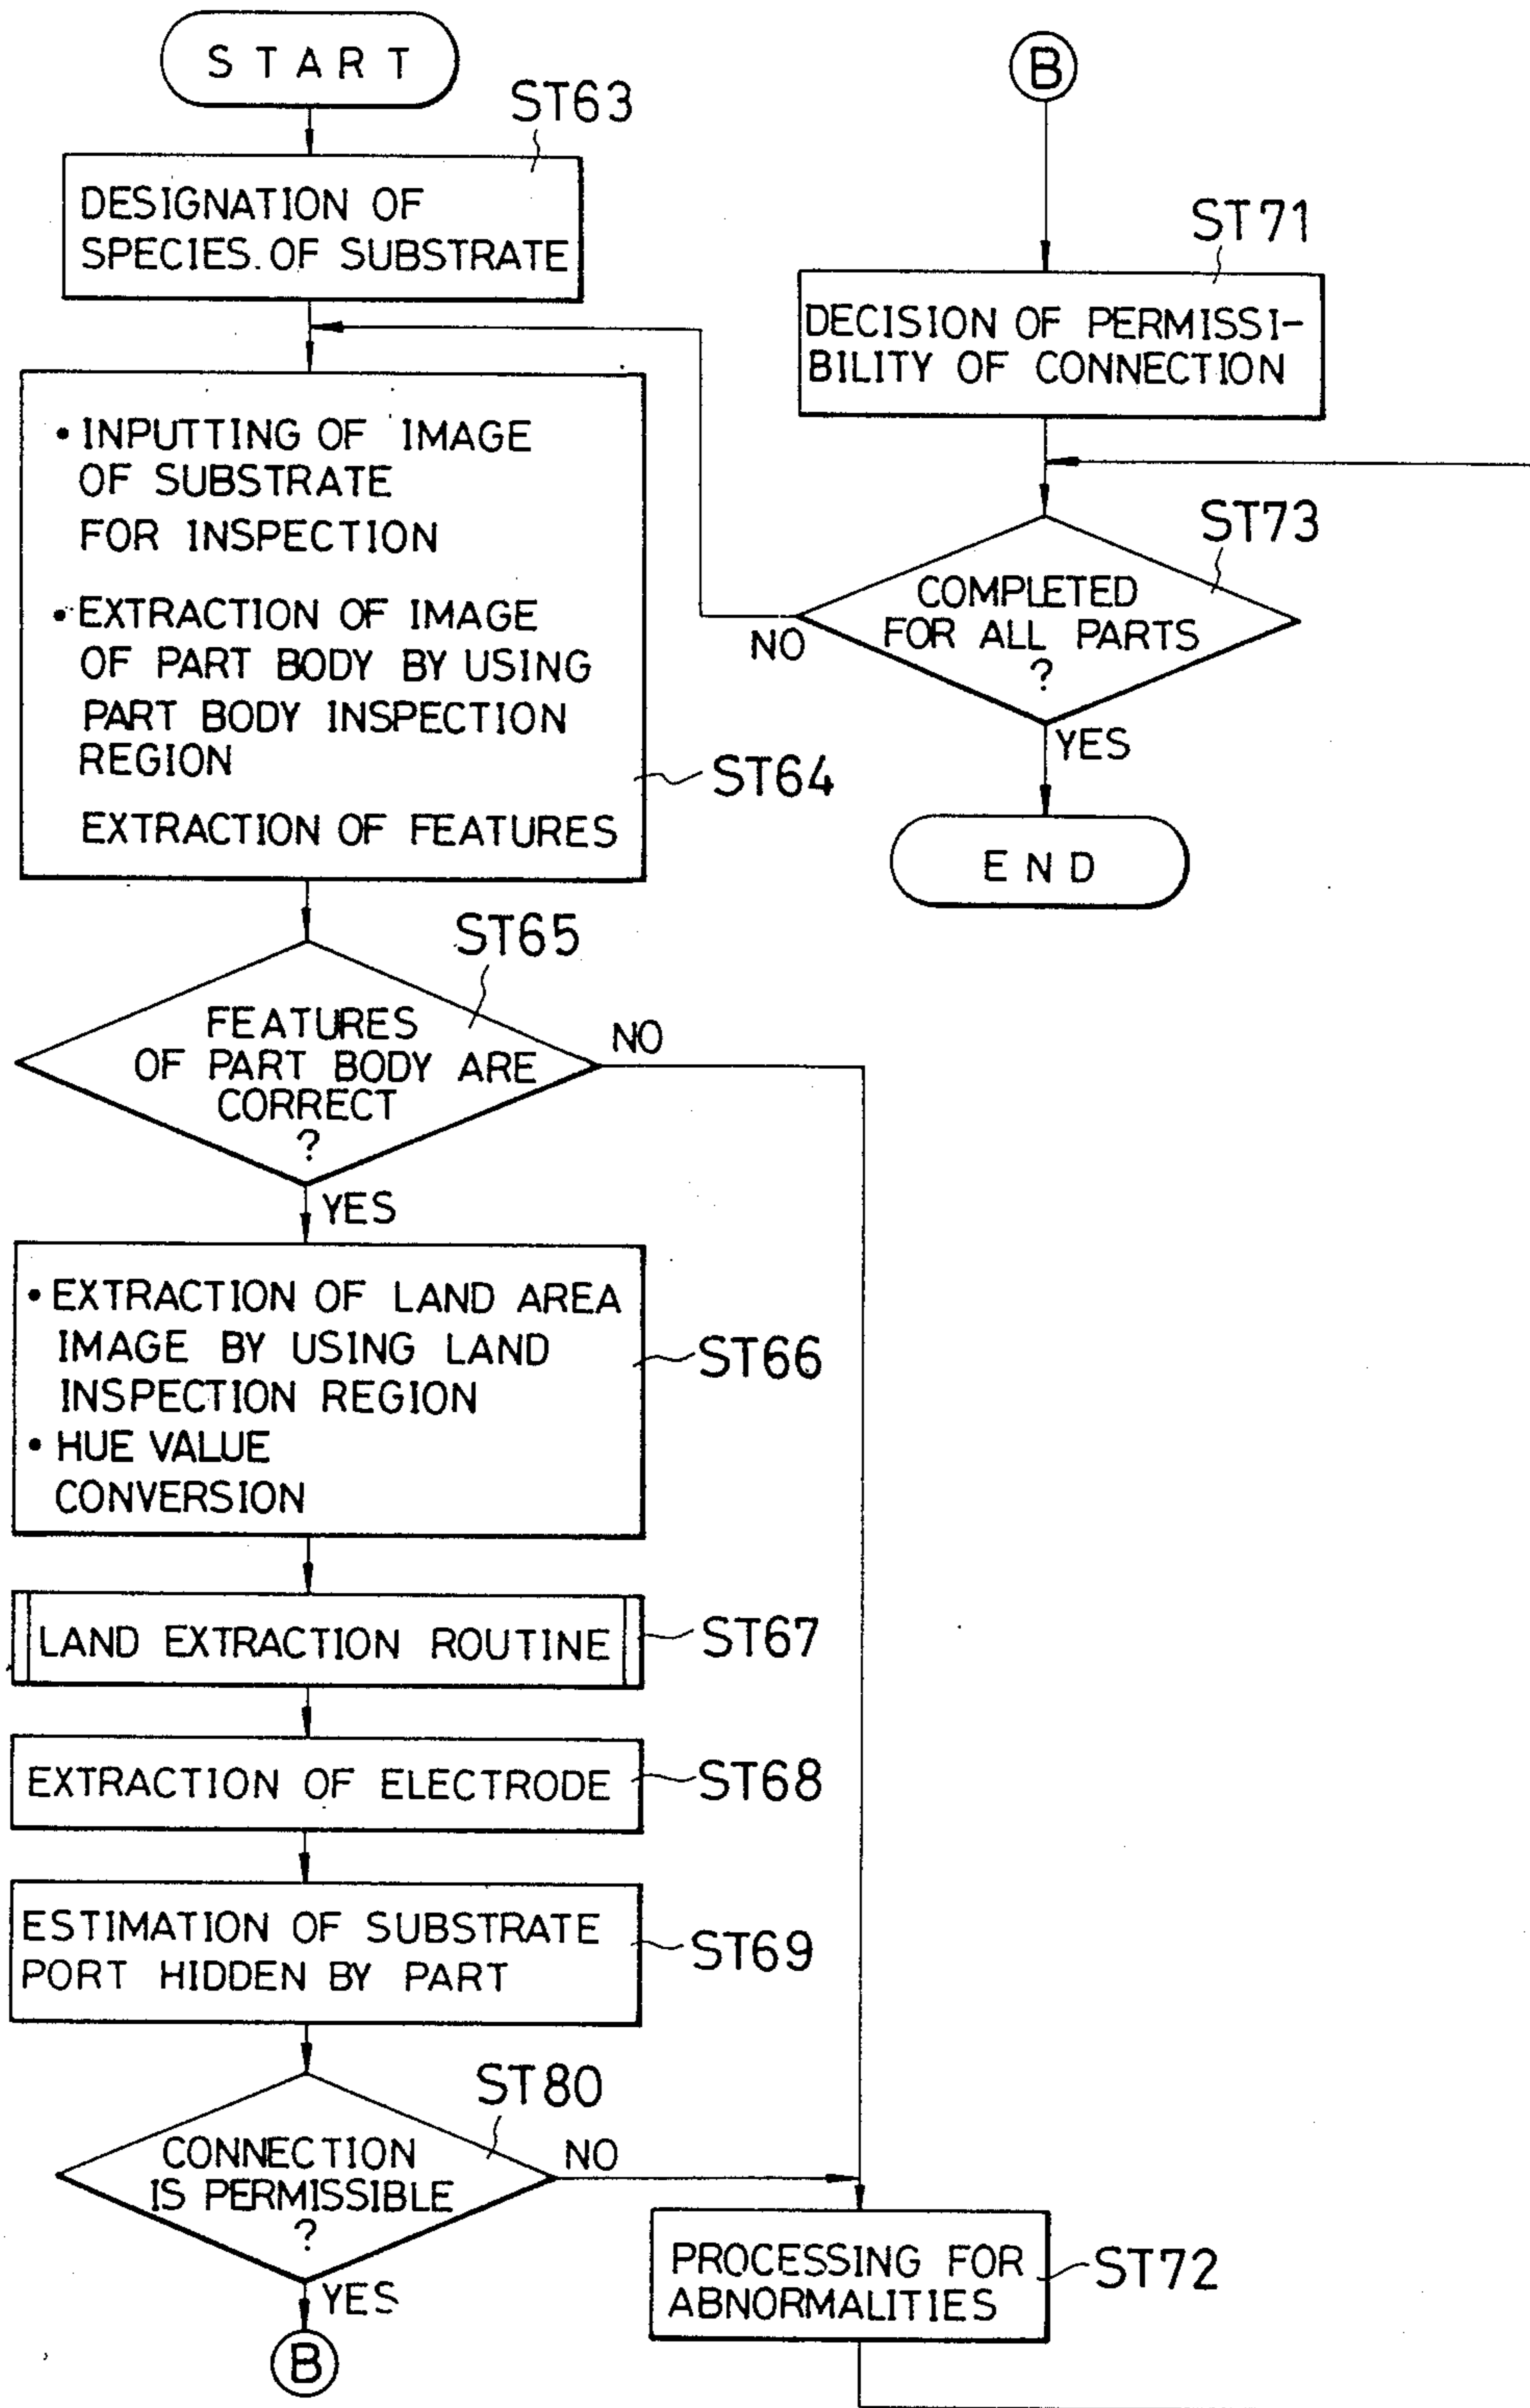 START
ST63
DESIGNATION OF
SPECIES. OF SUBSTRATE
• INPUTTING OF IMAGE
OF SUBSTRATE
FOR INSPECTION
• EXTRACTION OF IMAGE
OF PART BODY BY USING
PART BODY INSPECTION
REGION
EXTRACTION OF FEATURES
ST64
ST65
FEATURES
OF PART BODY ARE
CORRECT
?
NO
YES
• EXTRACTION OF LAND AREA
IMAGE BY USING LAND
INSPECTION REGION
• HUE VALUE
CONVERSION
ST66
LAND EXTRACTION ROUTINE
ST67
EXTRACTION OF ELECTRODE
ST68
ESTIMATION OF SUBSTRATE
PORT HIDDEN BY PART
ST69
ST80
CONNECTION
IS PERMISSIBLE
?
NO
YES
B
PROCESSING FOR
ABNORMALITIES
ST72
B
ST71
DECISION OF PERMISSI-
BILITY OF CONNECTION
ST73
COMPLETED
FOR ALL PARTS
?
NO
YES
END